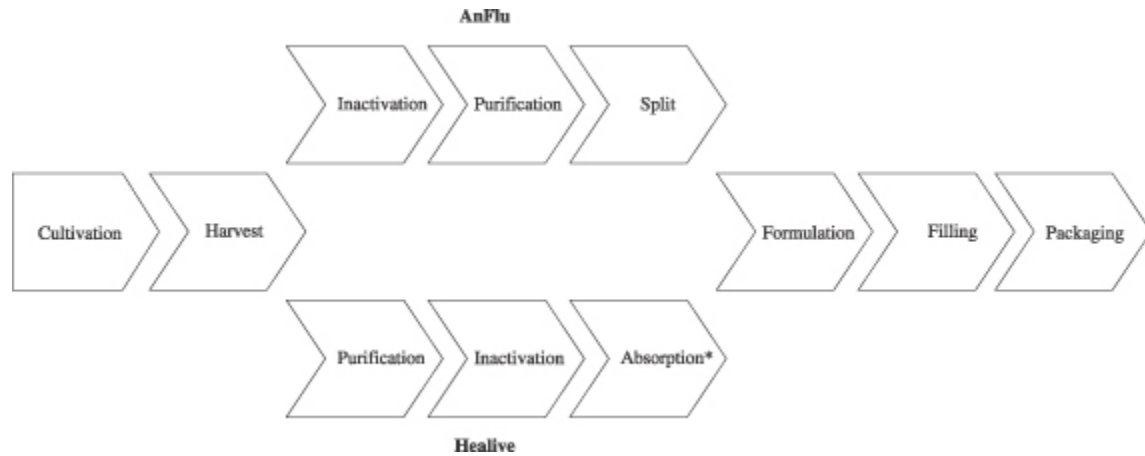 AnFlu
Inactivation
Purification
Split
Cultivation
Harvest
Formulation
Filling
Packaging
Purification
Inactivation
Absorption*
Healive